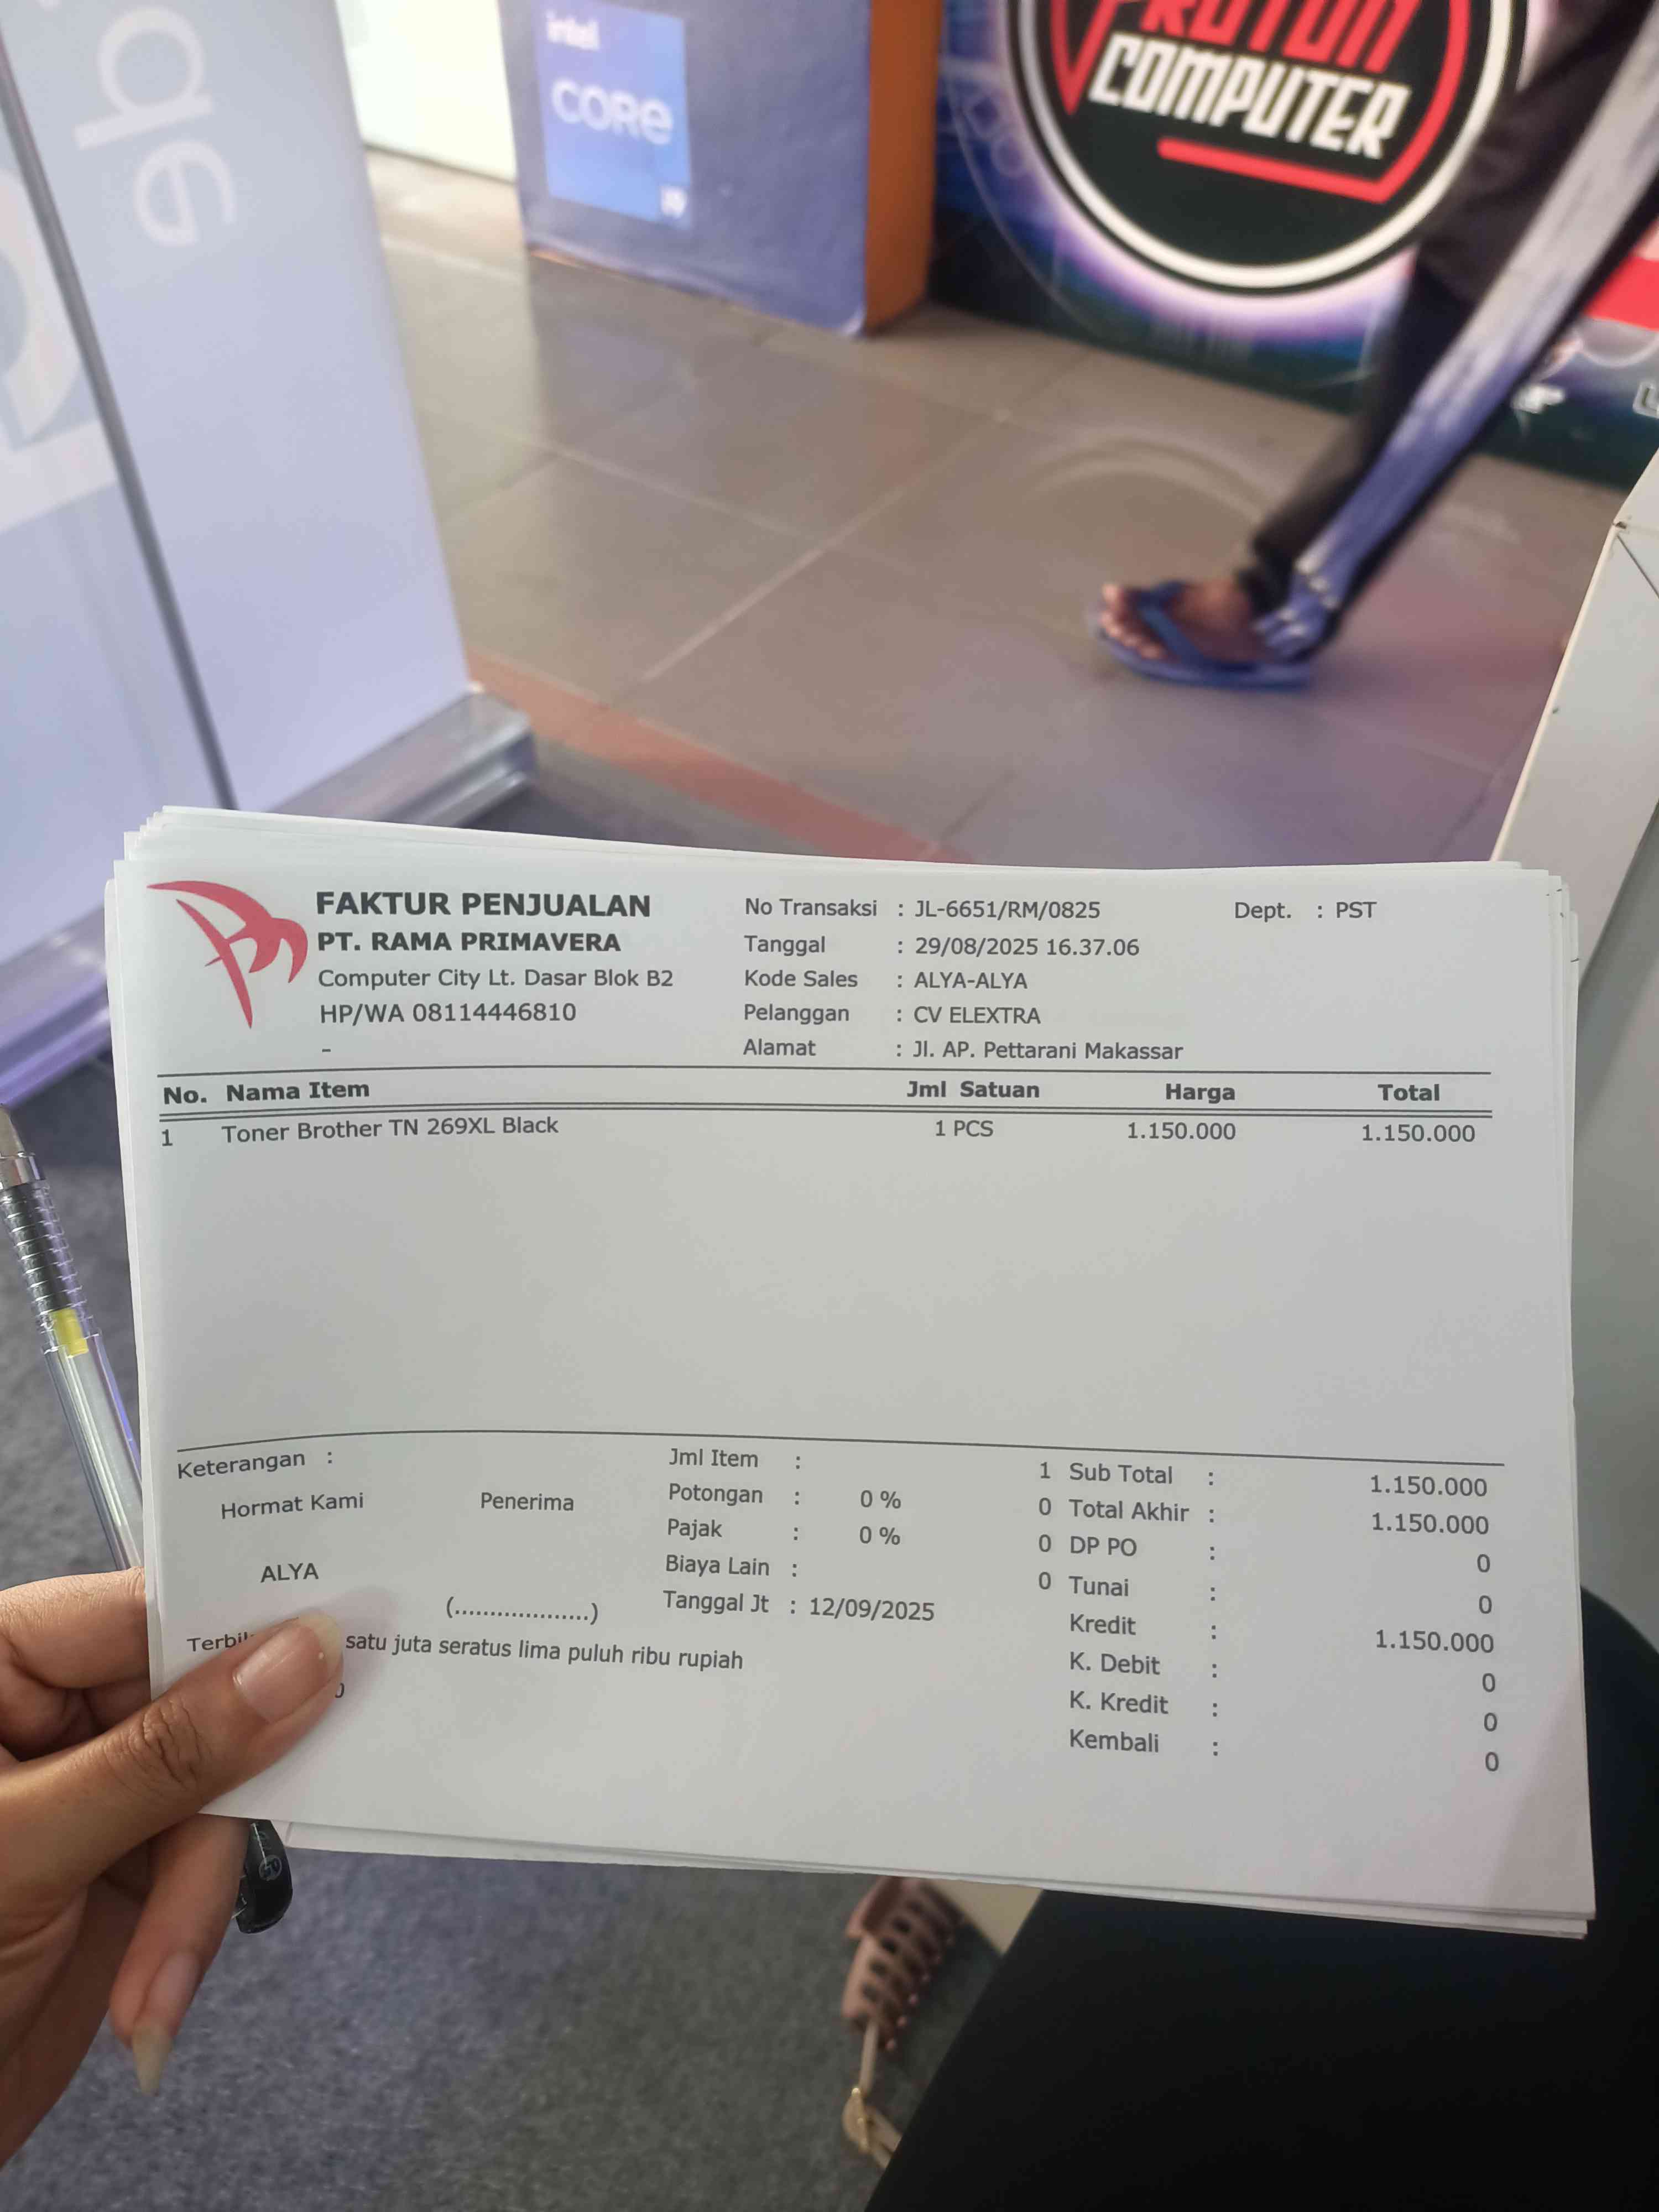 intel
CORE
i9
PROTON
COMPUTER
FAKTUR PENJUALAN
PT. RAMA PRIMAVERA
Computer City Lt. Dasar Blok B2
HP/WA 08114446810
-
No Transaksi : JL-6651/RM/0825 Dept. : PST
Tanggal : 29/08/2025 16.37.06
Kode Sales : ALYA-ALYA
Pelanggan : CV ELEXTRA
Alamat : Jl. AP. Pettarani Makassar
No. Nama Item Jml Satuan Harga Total
1 Toner Brother TN 269XL Black 1 PCS 1.150.000 1.150.000
Keterangan :
Hormat Kami Penerima
ALYA
(...................)
satu juta seratus lima puluh ribu rupiah
Jml Item : 1
Potongan : 0 % 0
Pajak : 0 % 0
Biaya Lain : 0
Tanggal Jt : 12/09/2025
Sub Total : 1.150.000
Total Akhir : 1.150.000
DP PO : 0
Tunai : 0
Kredit : 1.150.000
K. Debit : 0
K. Kredit : 0
Kembali : 0